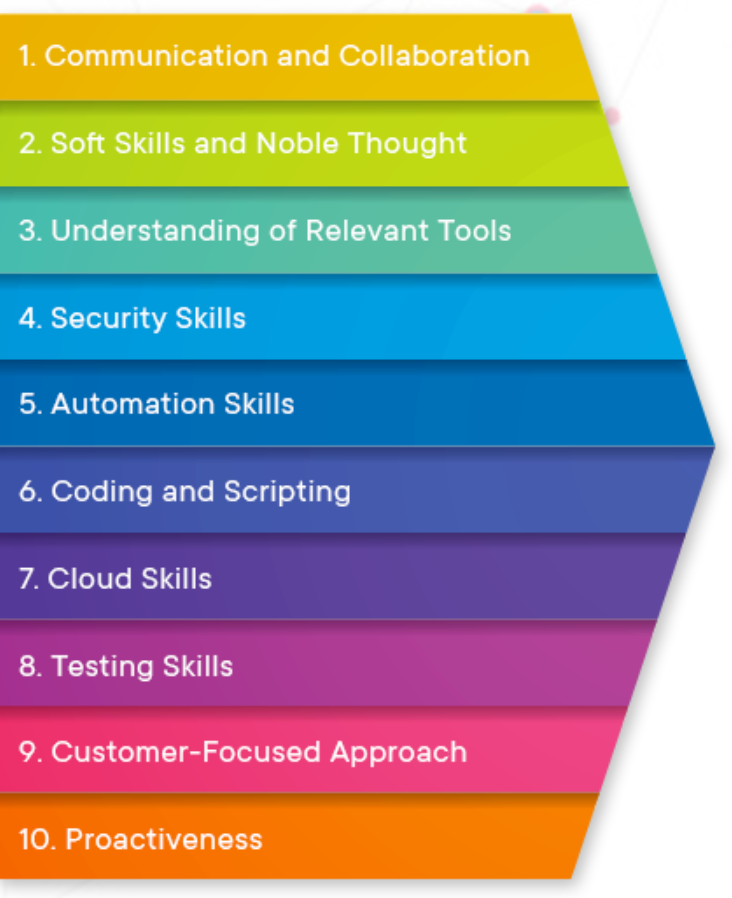 1. Communication and Collaboration
2. Soft Skills and Noble Thought
3. Understanding of Relevant Tools
4. Security Skills
5. Automation Skills
6. Coding and Scripting
7. Cloud Skills
8. Testing Skills
9. Customer-Focused Approach
10. Proactiveness